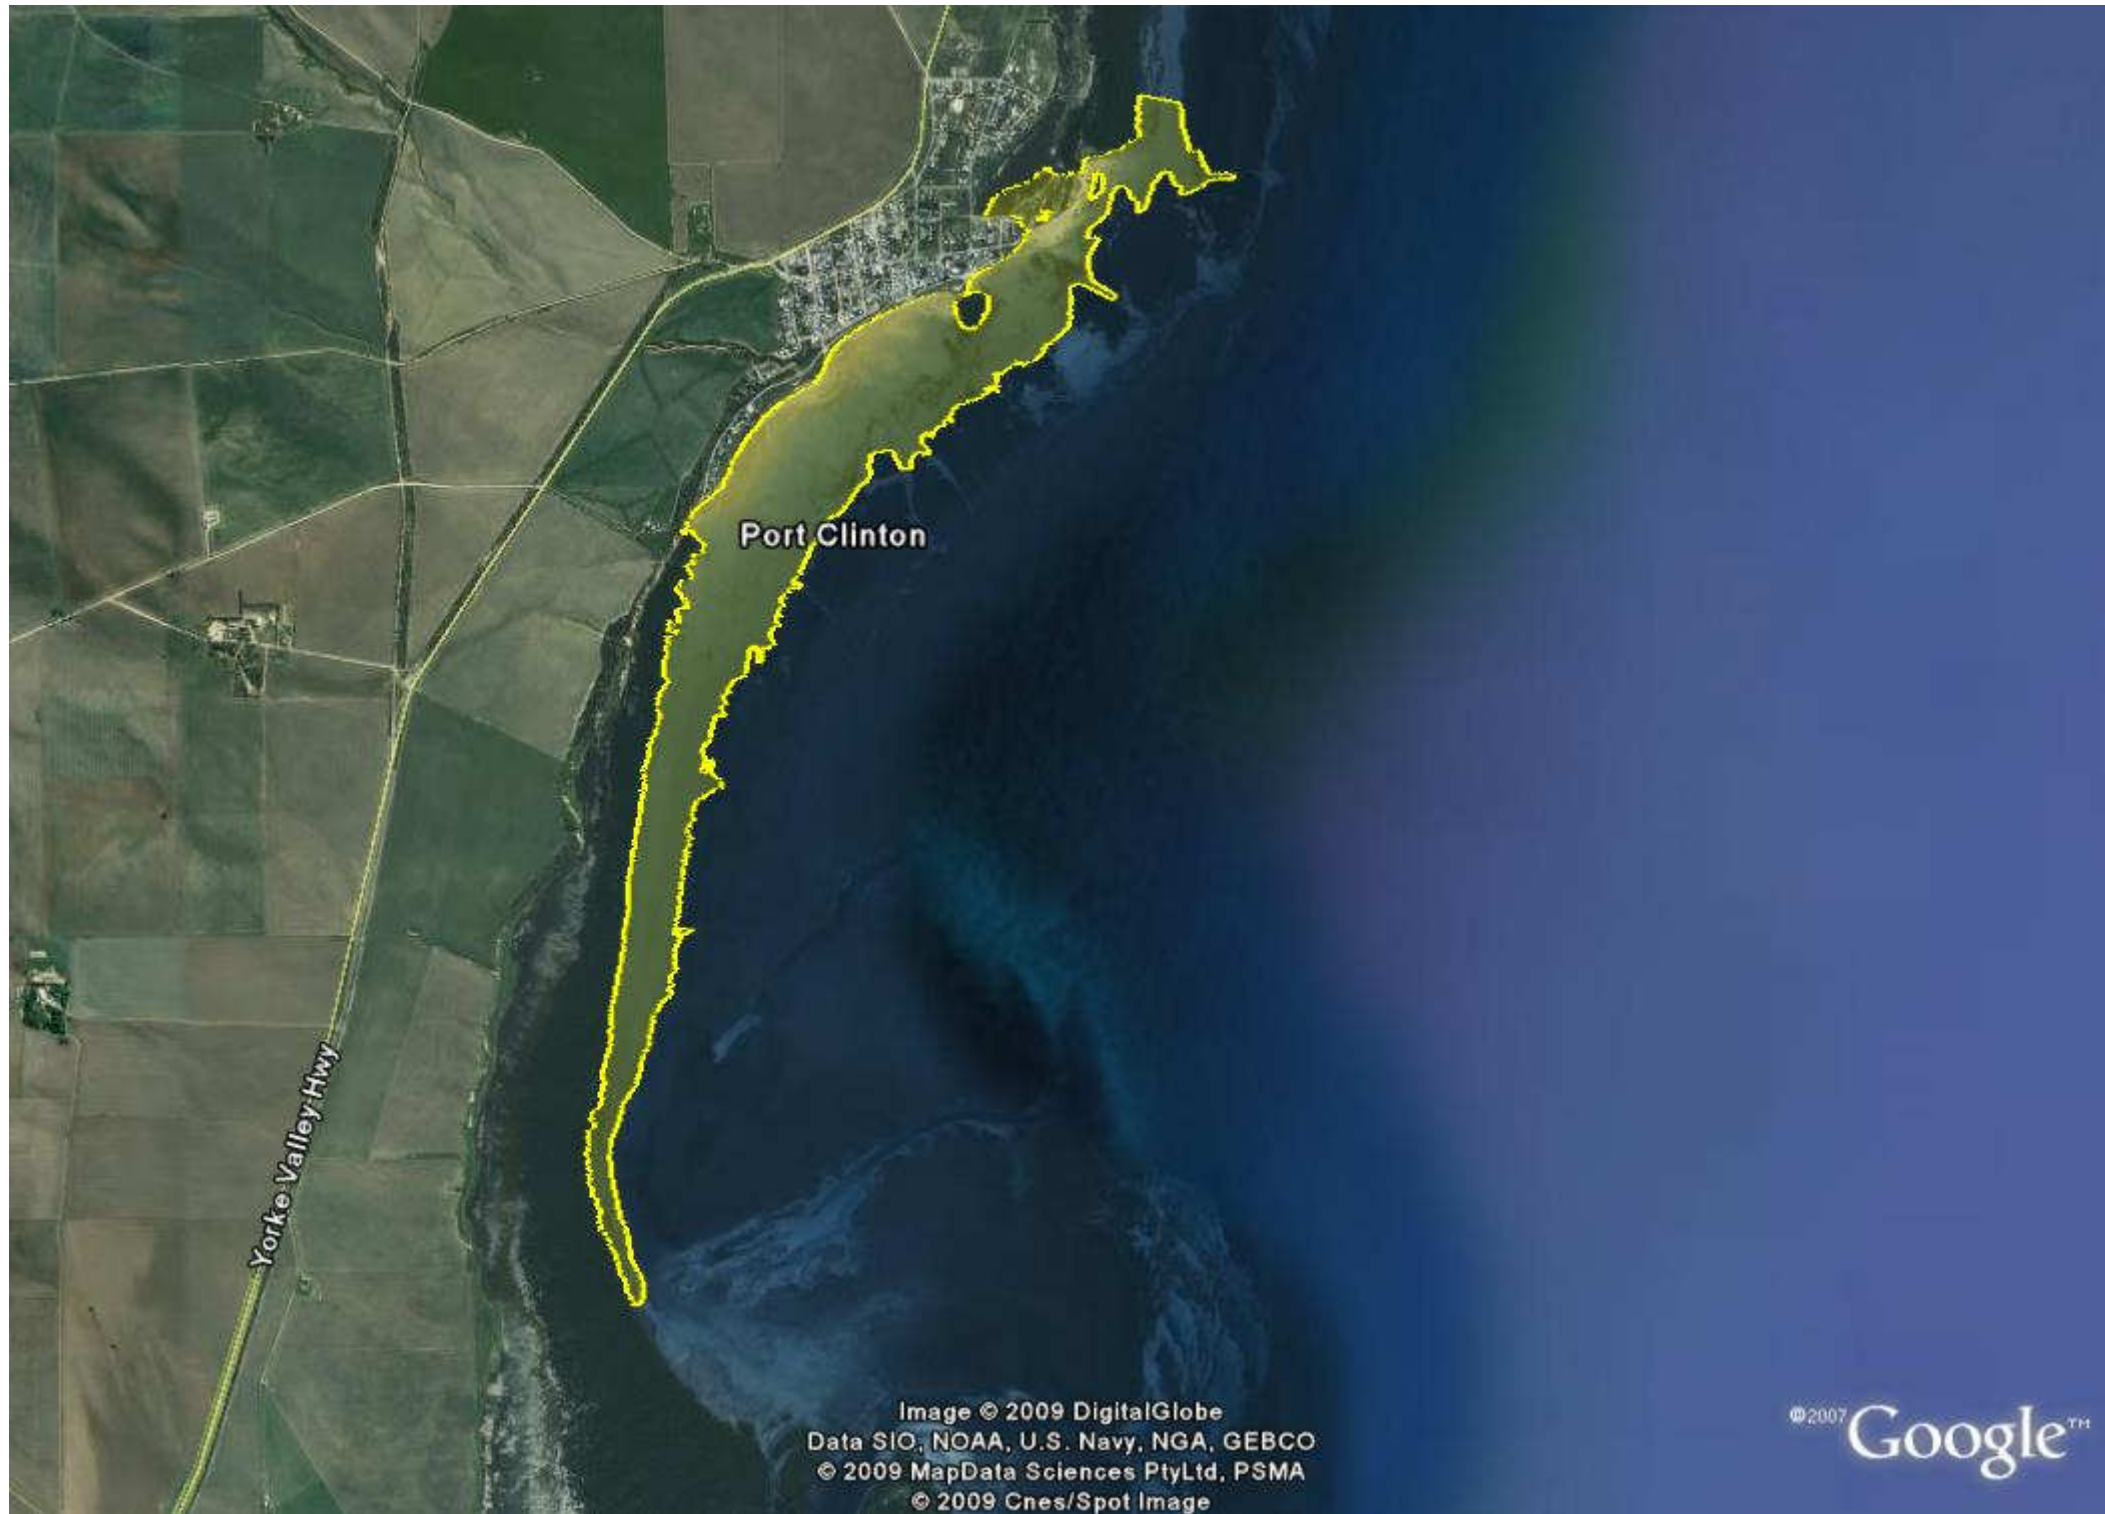 Port Clinton
Yorke Valley Hwy
Image © 2009 DigitalGlobe
Data SIO, NOAA, U.S. Navy, NGA, GEBCO
© 2009 MapData Sciences PtyLtd, PSMA
© 2009 Cnes/Spot Image
©2007 Google™